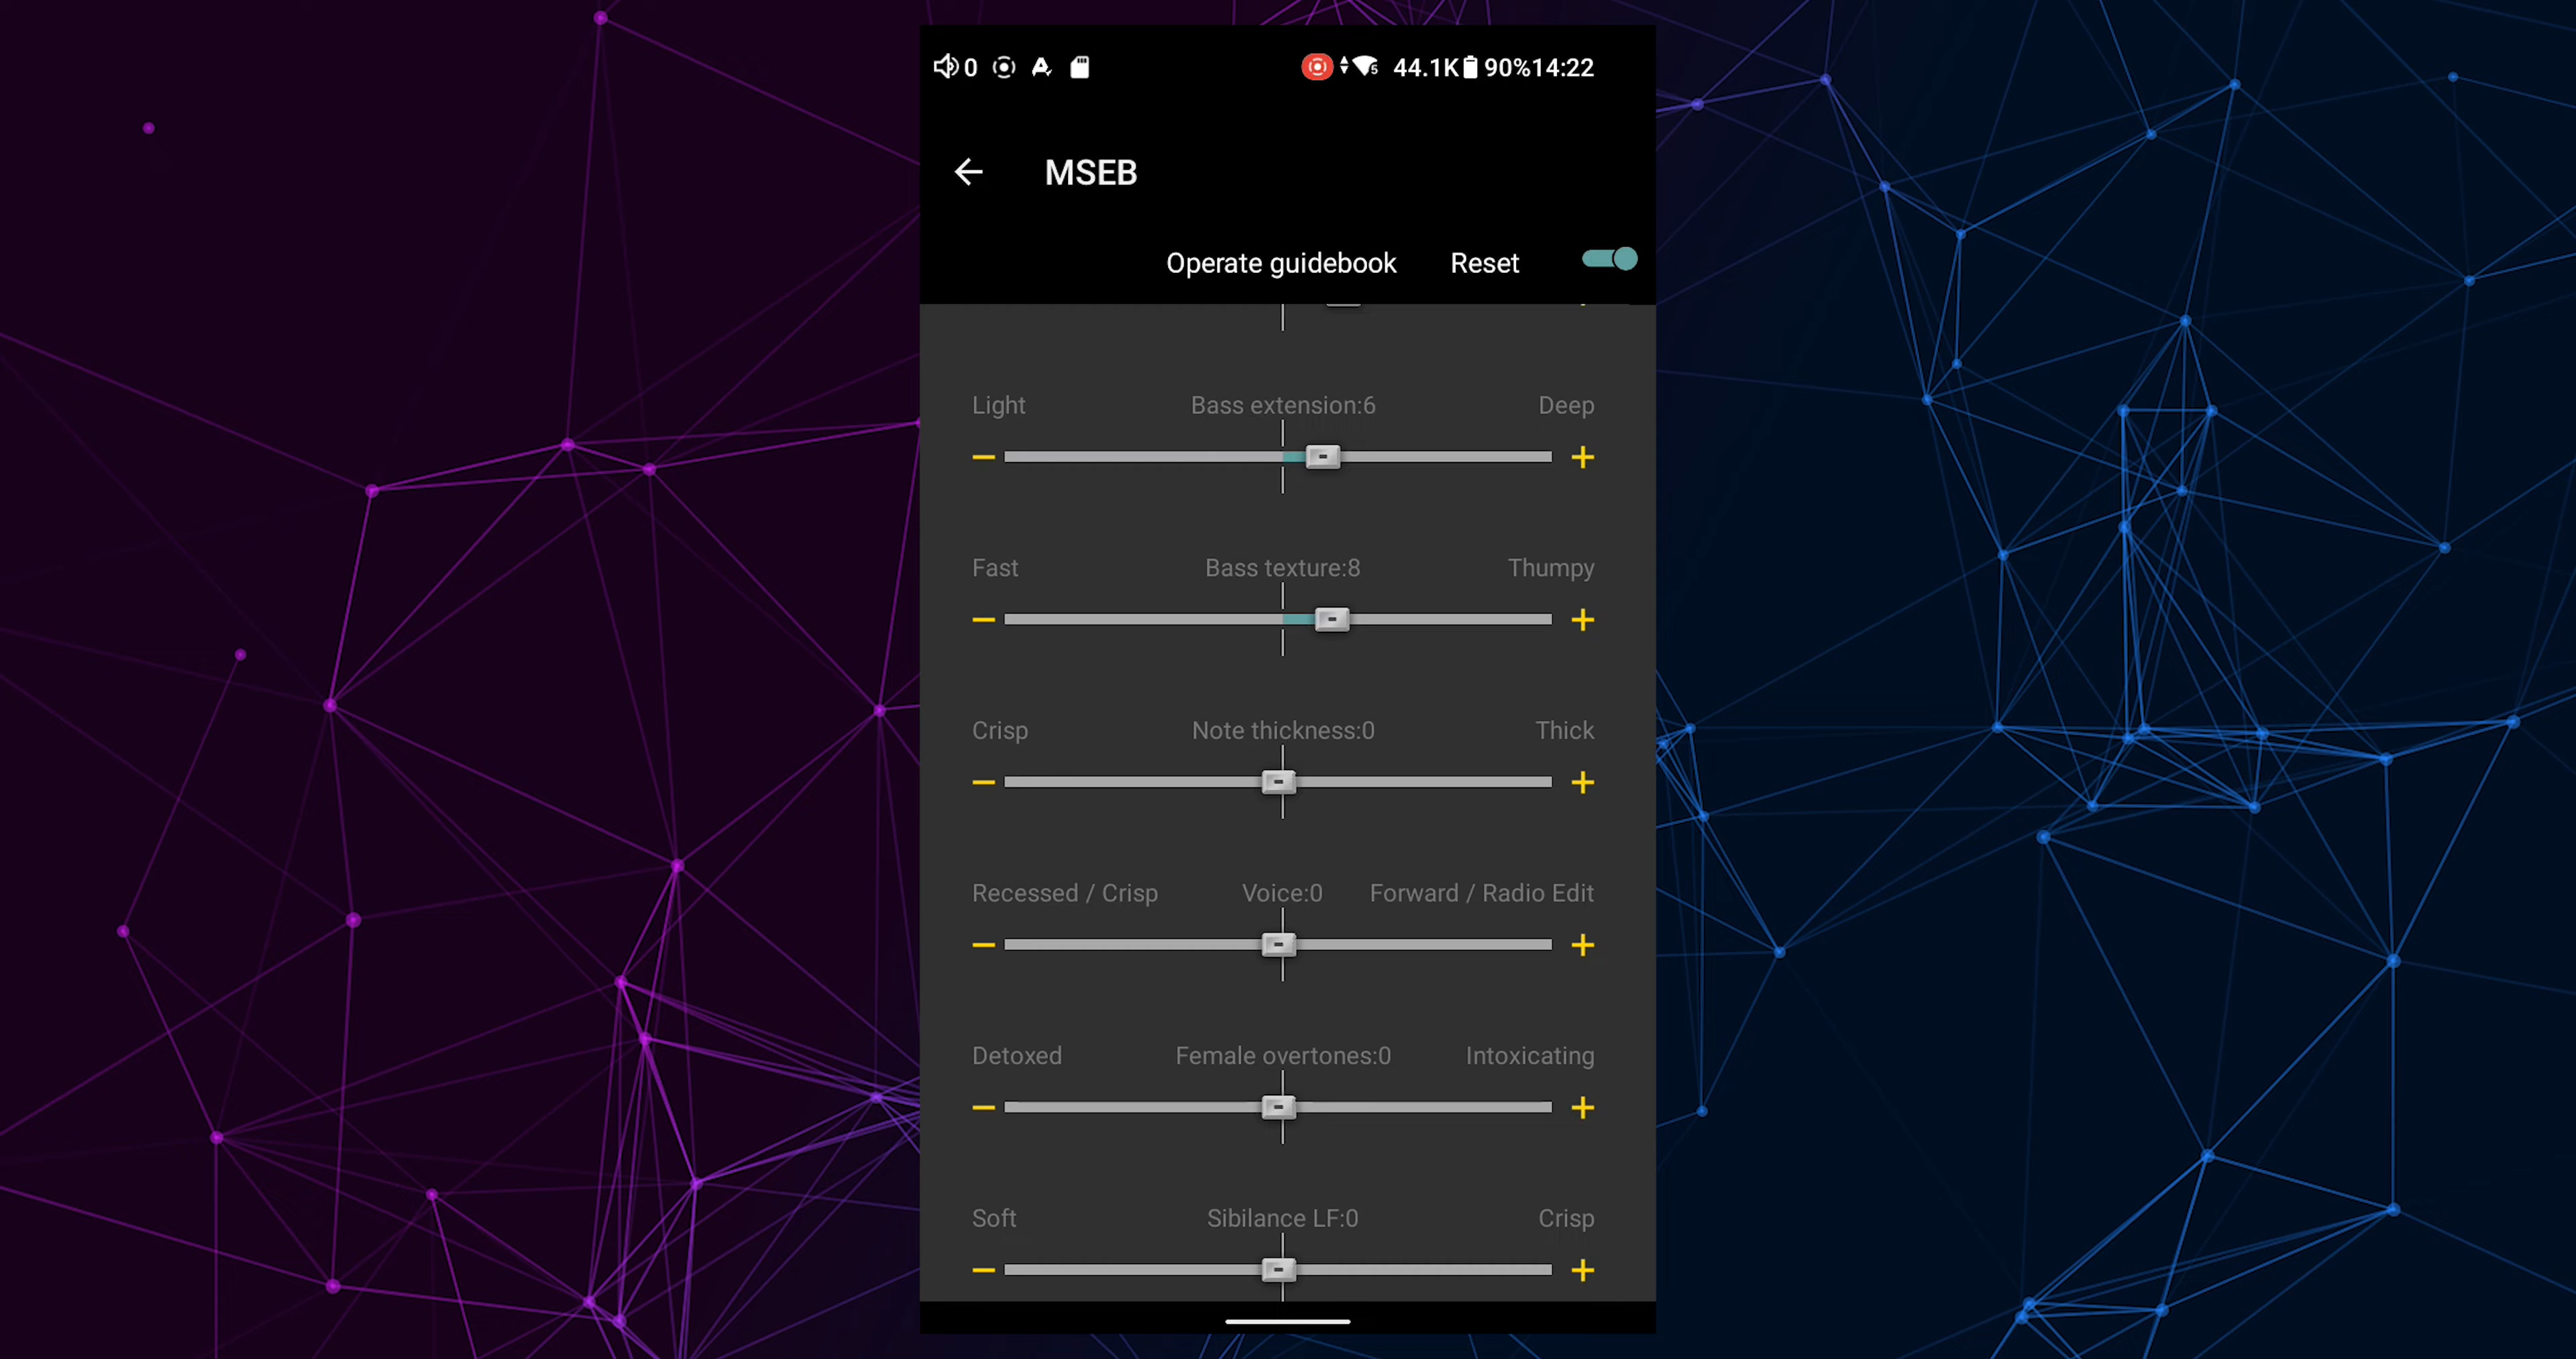 0 5 44.1K 90%14:22
MSEB
Operate guidebook Reset
Light Bass extension:6 Deep
Fast Bass texture:8 Thumpy
Crisp Note thickness:0 Thick
Recessed / Crisp Voice:0 Forward / Radio Edit
Detoxed Female overtones:0 Intoxicating
Soft Sibilance LF:0 Crisp